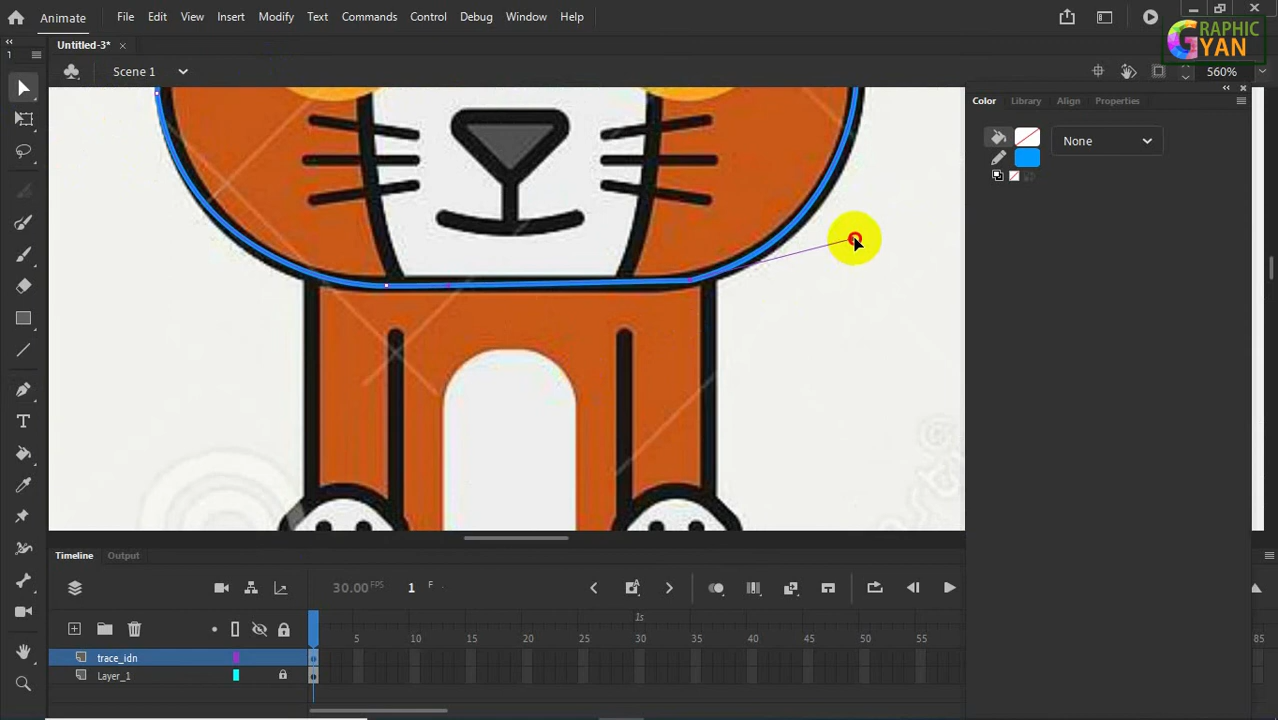 Animate File Edit View Insert Modify Text Commands Control Debug Window Help
GRAPHIC
GYAN
Untitled-3* ×
Scene 1 560%
Color Library Align Properties
None
Timeline Output
30.00 FPS 1 F
1s
5 10 15 20 25 30 35 40 45 50 55 85
trace_idn
Layer_1